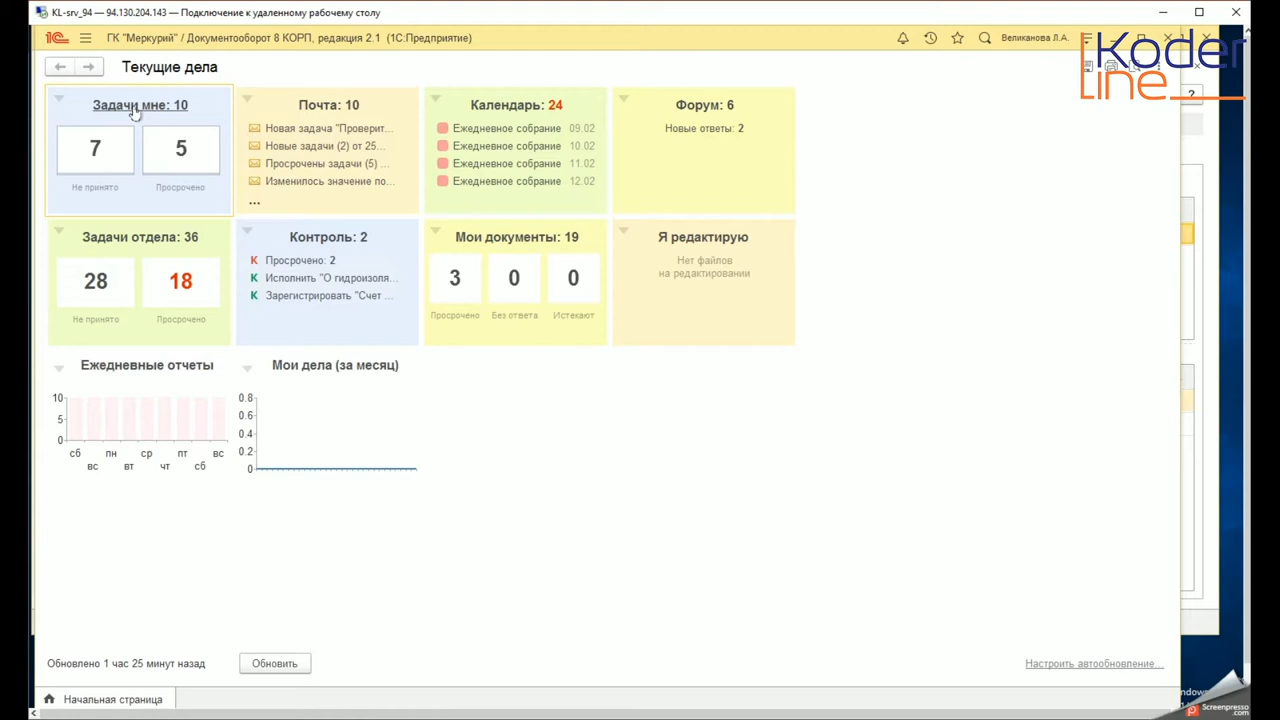 KL-srv_94 — 94.130.204.143 — Подключение к удаленному рабочему столу
1С ГК "Меркурий" / Документооборот 8 КОРП, редакция 2.1 (1С:Предприятие)
Великанова Л.А.
Koder
line
Текущие дела
?
Задачи мне: 10
7
5
Не принято
Просрочено
Почта: 10
Новая задача "Проверит...
Новые задачи (2) от 25...
Просрочены задачи (5) ...
Изменилось значение по...
...
Календарь: 24
Ежедневное собрание 09.02
Ежедневное собрание 10.02
Ежедневное собрание 11.02
Ежедневное собрание 12.02
Форум: 6
Новые ответы: 2
Задачи отдела: 36
28
18
Не принято
Просрочено
Контроль: 2
К Просрочено: 2
К Исполнить "О гидроизоля...
К Зарегистрировать "Счет ...
Мои документы: 19
3
0
0
Просрочено
Без ответа
Истекают
Я редактирую
Нет файлов
на редактировании
Ежедневные отчеты
10
5
0
сб вс пн вт ср чт пт сб вс
Мои дела (за месяц)
0.8
0.6
0.4
0.2
0
Обновлено 1 час 25 минут назад
Обновить
Настроить автообновление...
Начальная страница
Screenpresso
.com